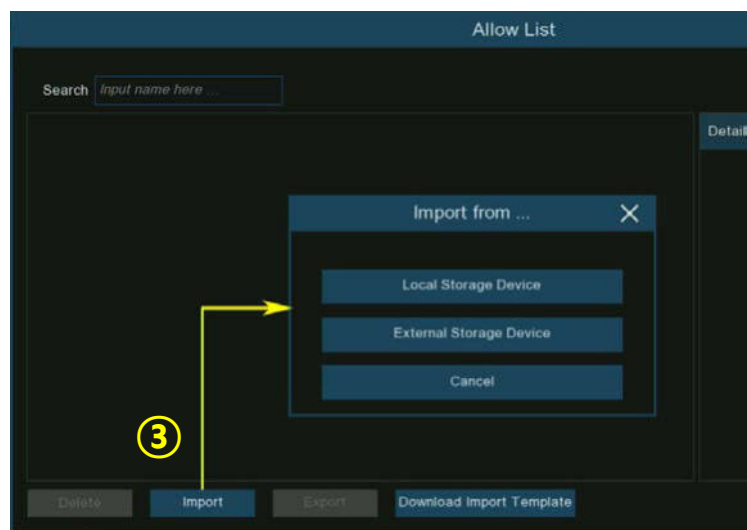 Allow List
Search Input name here ...
Detail
Import from ...
Local Storage Device
External Storage Device
Cancel
③
Delete Import Export Download Import Template